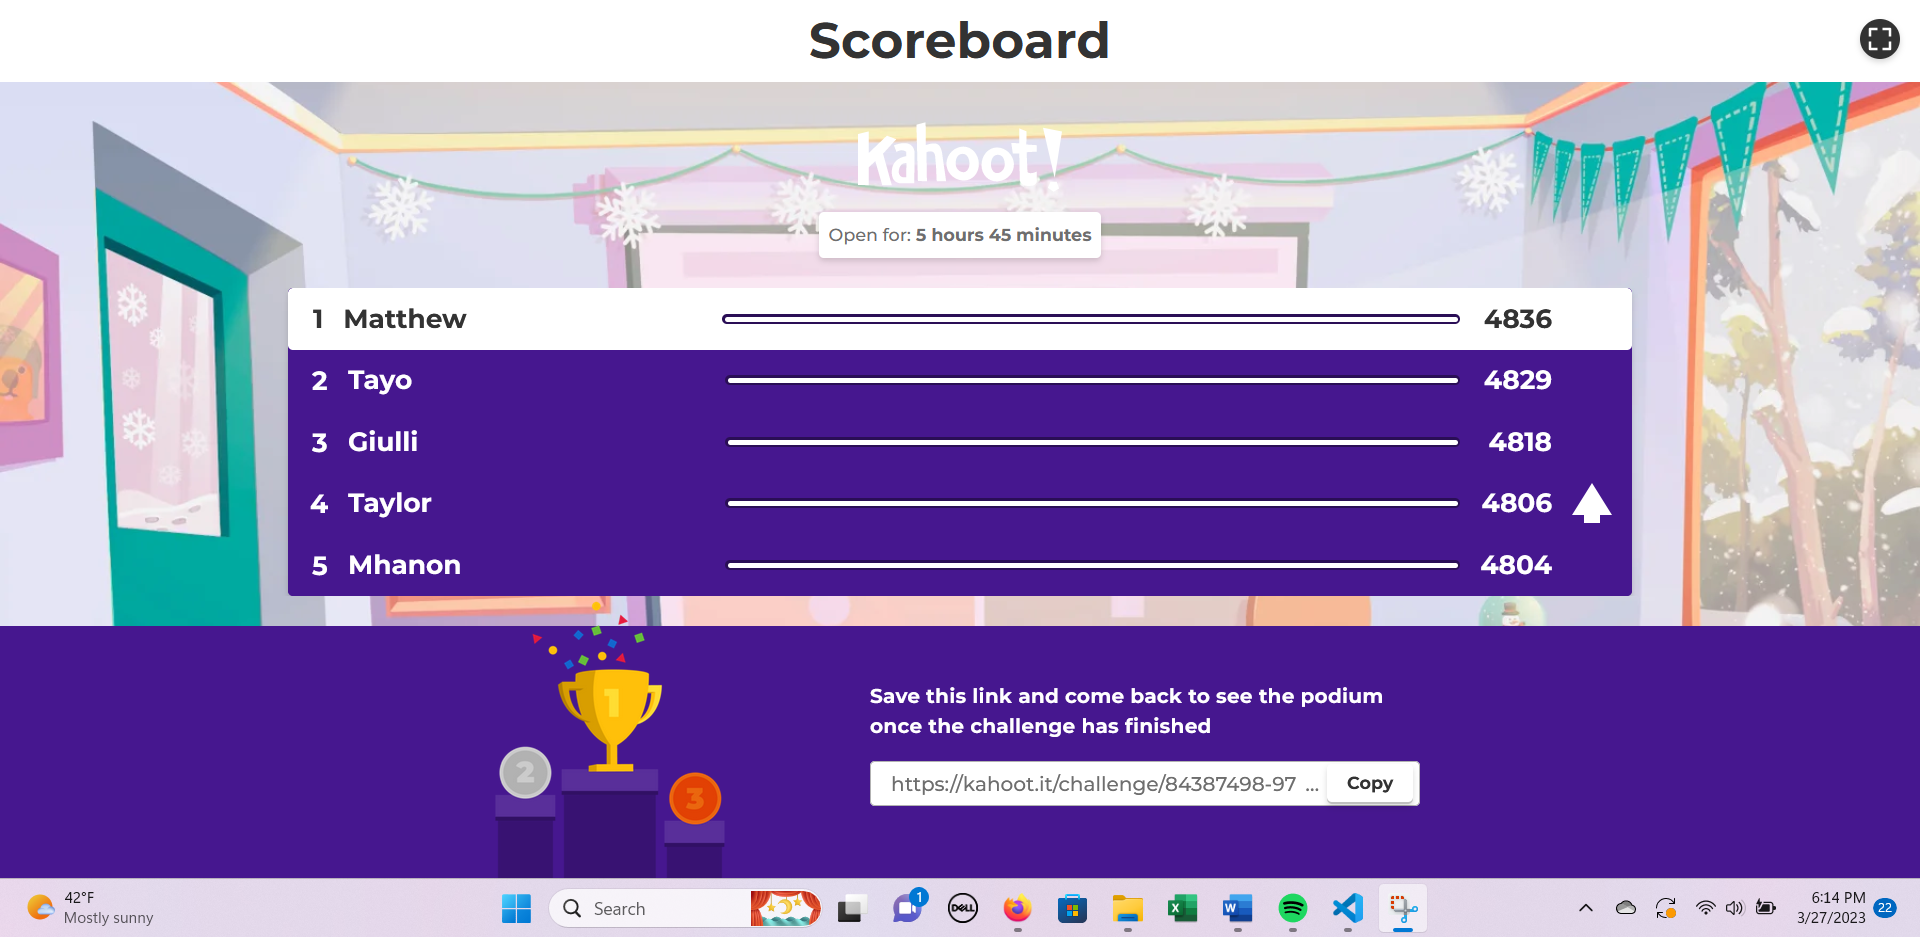 Scoreboard
Kahoot!
Open for: 5 hours 45 minutes
1 Matthew 4836
2 Tayo 4829
3 Giulli 4818
4 Taylor 4806
5 Mhanon 4804
1
2
3
Save this link and come back to see the podium
once the challenge has finished
https://kahoot.it/challenge/84387498-97 ... Copy
42°F
Mostly sunny
Search
1
DELL
X
W
6:14 PM
3/27/2023
22